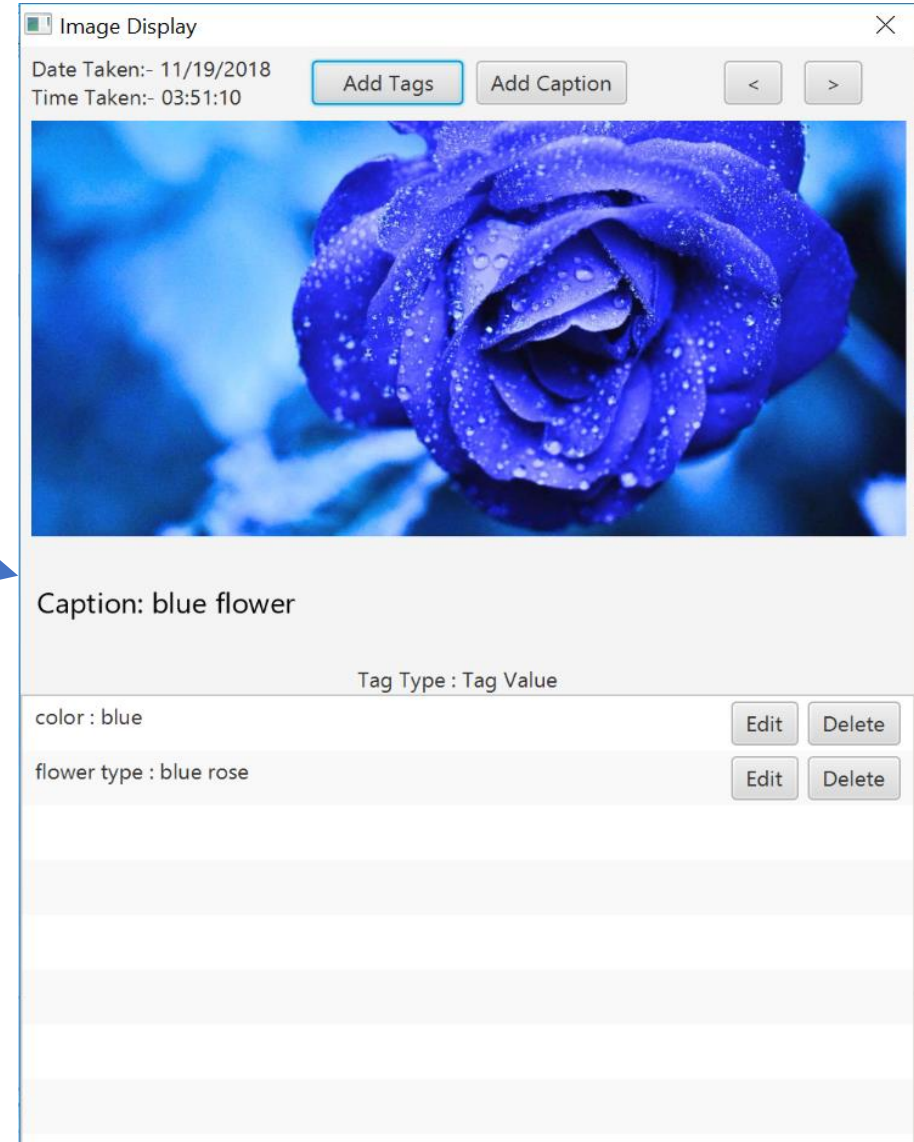 Image Display
Date Taken:- 11/19/2018
Time Taken:- 03:51:10
Add Tags
Add Caption
<
>
Caption: blue flower
Tag Type : Tag Value
color : blue
Edit
Delete
flower type : blue rose
Edit
Delete